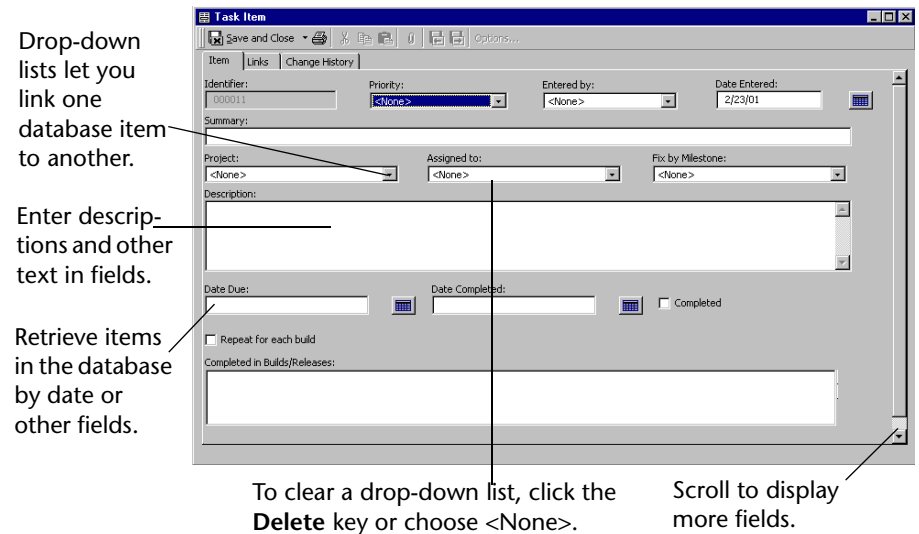 Task Item
Save and Close
Options...
Item Links Change History
Identifier: Priority: Entered by: Date Entered:
000011 <None> <None> 2/23/01
Summary:
Project: Assigned to: Fix by Milestone:
<None> <None> <None>
Description:
Date Due: Date Completed:
Completed
Repeat for each build
Completed in Builds/Releases:
Drop-down
lists let you
link one
database item
to another.
Enter descrip-
tions and other
text in fields.
Retrieve items
in the database
by date or
other fields.
To clear a drop-down list, click the
Delete key or choose <None>.
Scroll to display
more fields.